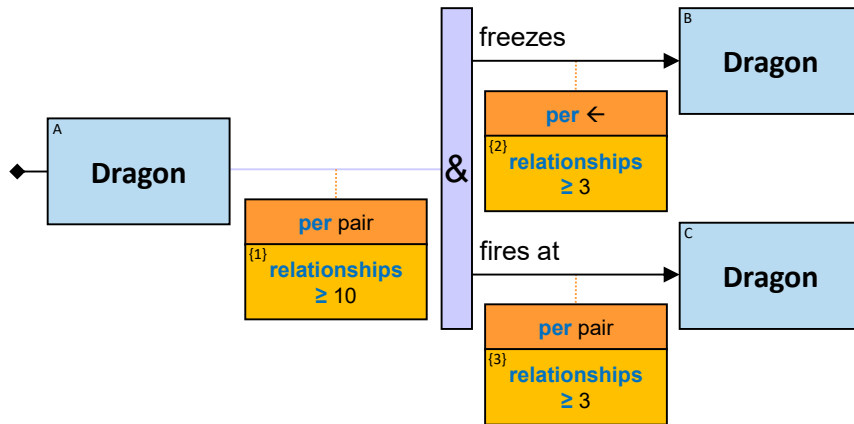 A
Dragon
per pair
{1}
relationships
≥ 10
&
freezes
per ←
{2}
relationships
≥ 3
B
Dragon
fires at
per pair
{3}
relationships
≥ 3
C
Dragon